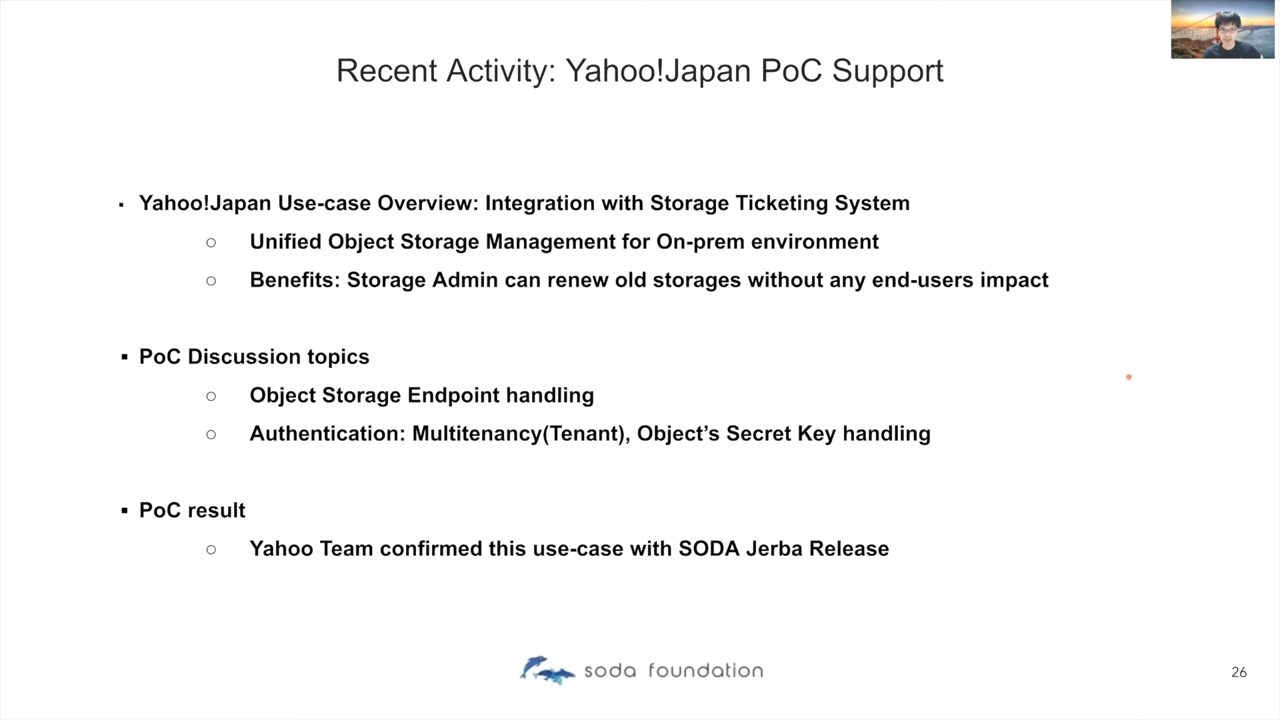 Recent Activity: Yahoo!Japan PoC Support
▪ Yahoo!Japan Use-case Overview: Integration with Storage Ticketing System
○ Unified Object Storage Management for On-prem environment
○ Benefits: Storage Admin can renew old storages without any end-users impact
▪ PoC Discussion topics
○ Object Storage Endpoint handling
○ Authentication: Multitenancy(Tenant), Object’s Secret Key handling
▪ PoC result
○ Yahoo Team confirmed this use-case with SODA Jerba Release
soda foundation
26